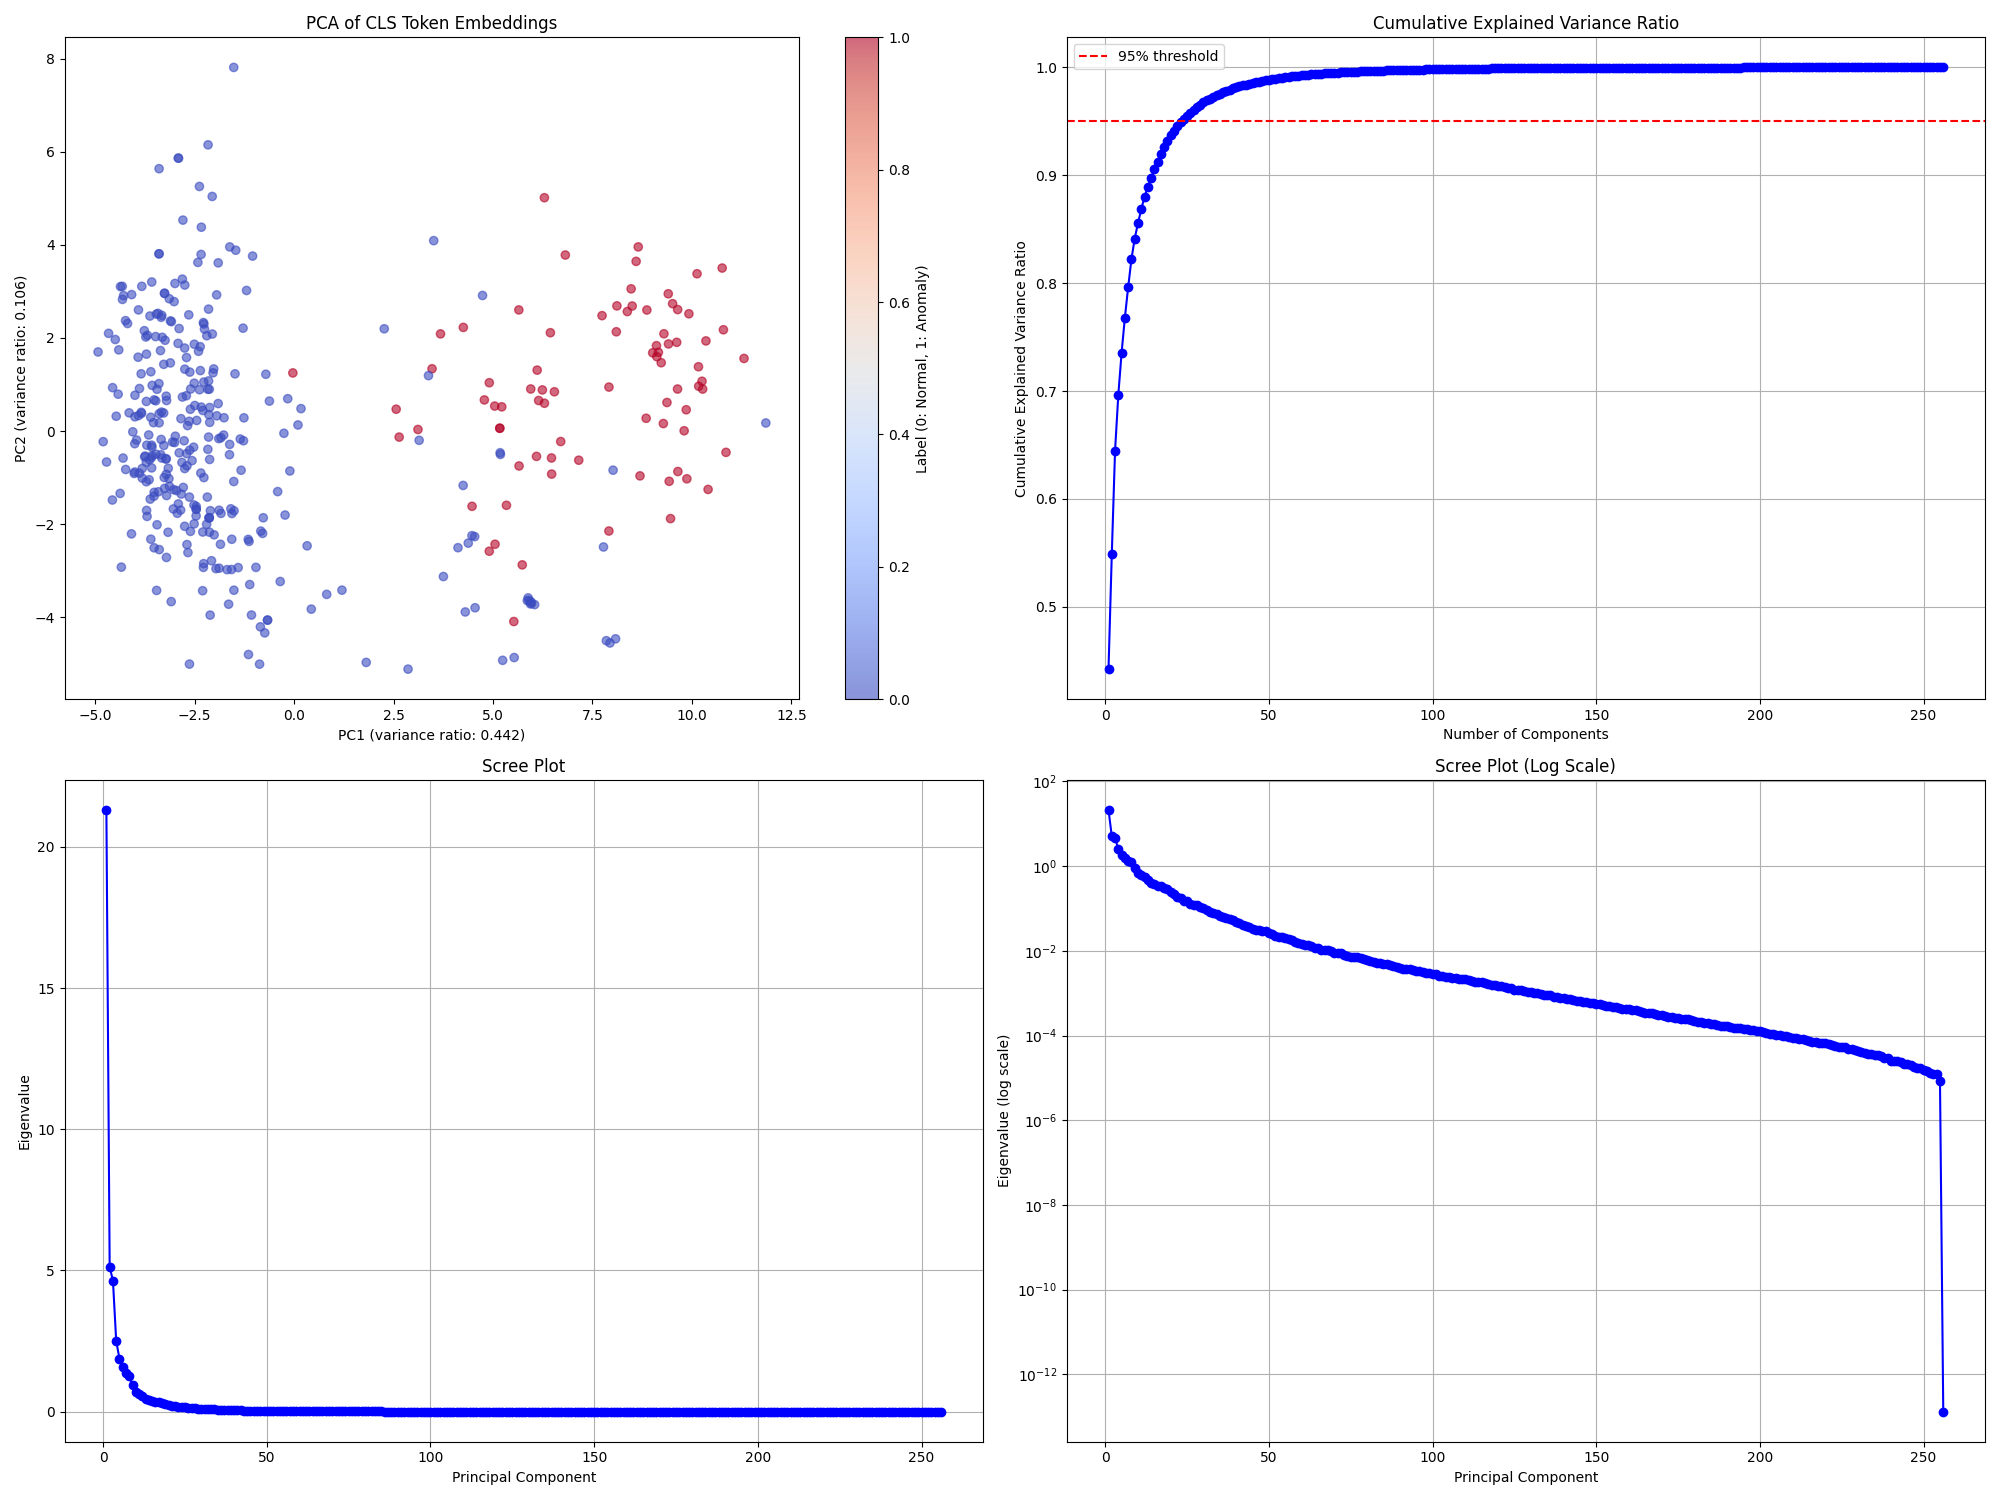 PCA of CLS Token Embeddings
8
6
4
2
0
−2
−4
PC2 (variance ratio: 0.106)
−5.0 −2.5 0.0 2.5 5.0 7.5 10.0 12.5
PC1 (variance ratio: 0.442)
1.0
0.8
0.6
0.4
0.2
0.0
Label (0: Normal, 1: Anomaly)
Cumulative Explained Variance Ratio
95% threshold
1.0
0.9
0.8
0.7
0.6
0.5
Cumulative Explained Variance Ratio
0 50 100 150 200 250
Number of Components
Scree Plot
20
15
10
5
0
Eigenvalue
0 50 100 150 200 250
Principal Component
Scree Plot (Log Scale)
10²
10⁰
10⁻²
10⁻⁴
10⁻⁶
10⁻⁸
10⁻¹⁰
10⁻¹²
Eigenvalue (log scale)
0 50 100 150 200 250
Principal Component